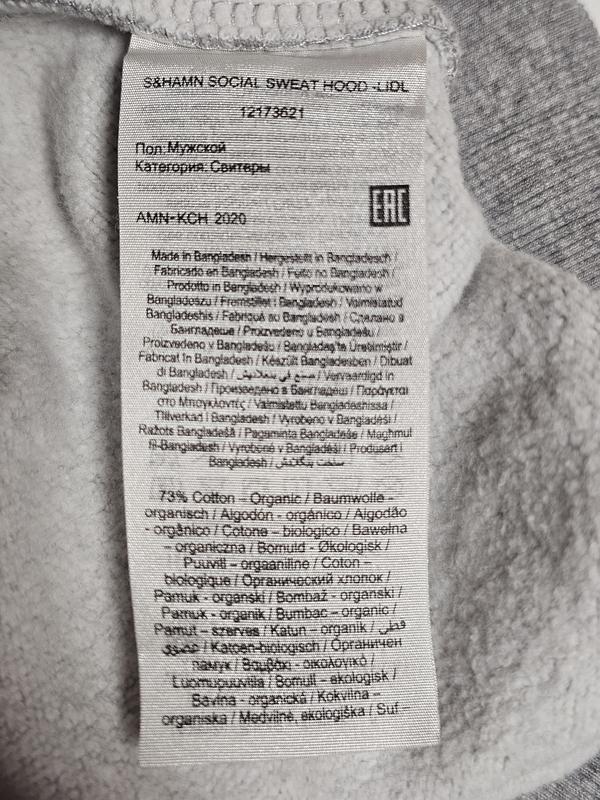 S&HAMN SOCIAL SWEAT HOOD -LIDL
12173621
Пол: Мужской
Категория: Свитеры
EAC
AMN-KCH 2020
Made in Bangladesh / Hergestellt in Bangladesch /
Fabricado en Bangladesh / Feito no Bangladesh /
Prodotto in Bangladesh / Wyprodukowano w
Bangladeszu / Fremstillet i Bangladesh / Valmistatud
Bangladeshis / Fabriqué au Bangladesh / Сделано в
Бангладеше / Proizvedeno u Bangladešu /
Proizvedeno v Bangladešu / Bangladeş'te Üretilmiştir /
Fabricat în Bangladesh / Készült Bangladesben / Dibuat
di Bangladesh / صنع في بنغلاديش / Vervaardigd in
Bangladesh / Произведено в Бангладеш / Παράγεται
στο Μπαγκλαντές / Valmistettu Bangladeshissa /
Tillverkad i Bangladesh / Vyrobeno v Bangladéši /
Ražots Bangladešā / Pagaminta Bangladeše / Maghmul
fil-Bangladesh / Vyrobené v Bangladéši / Produsert i
Bangladesh / ساخت بنگلادش
73% Cotton – Organic / Baumwolle -
organisch / Algodón - orgánico / Algodão
- orgânico / Cotone – biologico / Bawełna
– organiczna / Bomuld - Økologisk /
Puuvill – orgaaniline / Coton –
biologique / Органический хлопок /
Pamuk - organski / Bombaž - organski /
Pamuk - organik / Bumbac – organic /
Pamut – szerves / Katun – organik / قطن
عضوي / Katoen-biologisch / Органичен
памук / Βαμβάκι - οικολογικό /
Luomupuuvilla / Bomull – ekologisk /
Bavlna - organická / Kokvilna –
organiska / Medvilnė, ekologiška / Suf –